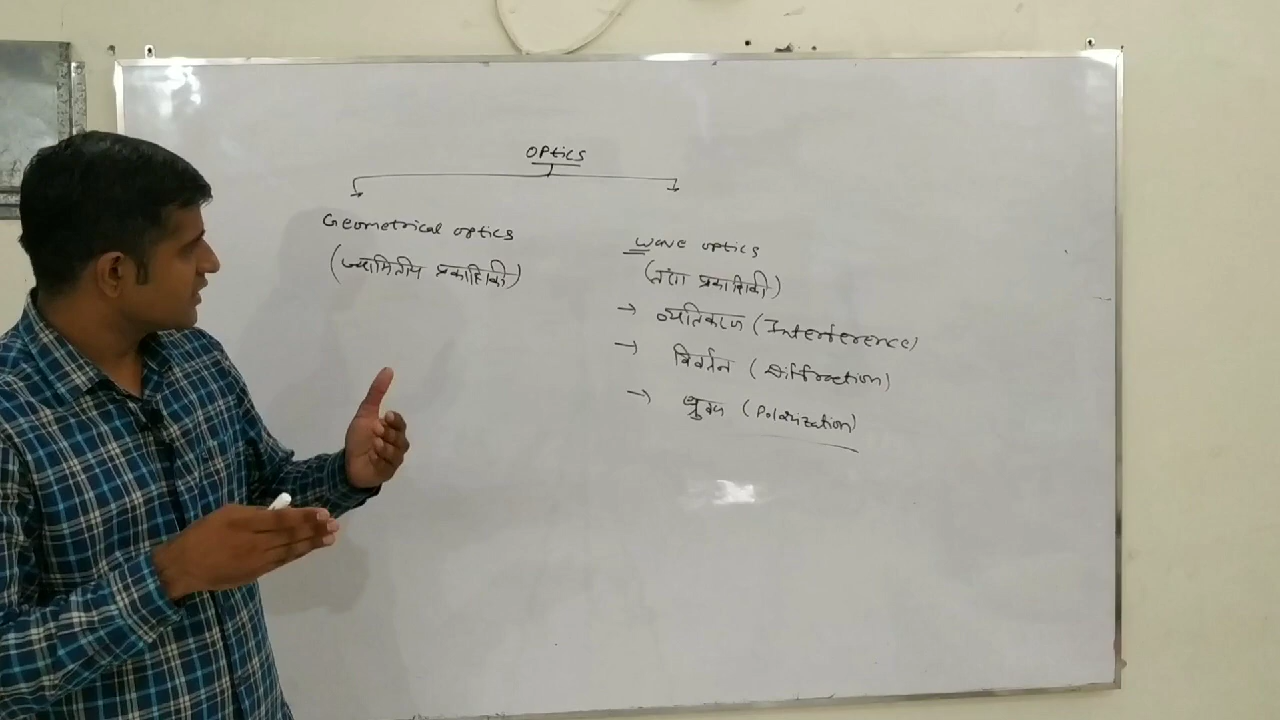 OPtics
Geometrical optics
(ज्यामितीय प्रकाशिकी)
Wave optics
(तरंग प्रकाशिकी)
→ व्यतिकरण (Interference)
→ विवर्तन (Diffraction)
→ ध्रुवण (Polarization)